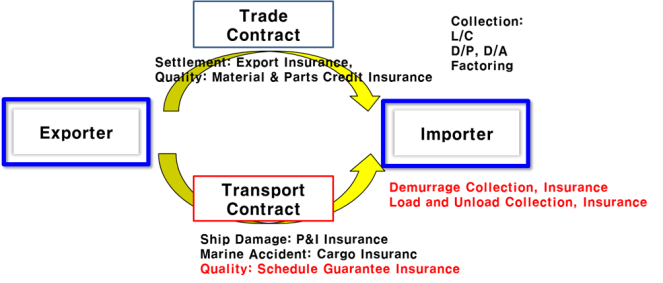 Trade
Contract
Collection:
L/C
D/P, D/A
Factoring
Settlement: Export Insurance,
Quality: Material & Parts Credit Insurance
Exporter
Importer
Transport
Contract
Demurrage Collection, Insurance
Load and Unload Collection, Insurance
Ship Damage: P&I Insurance
Marine Accident: Cargo Insuranc
Quality: Schedule Guarantee Insurance